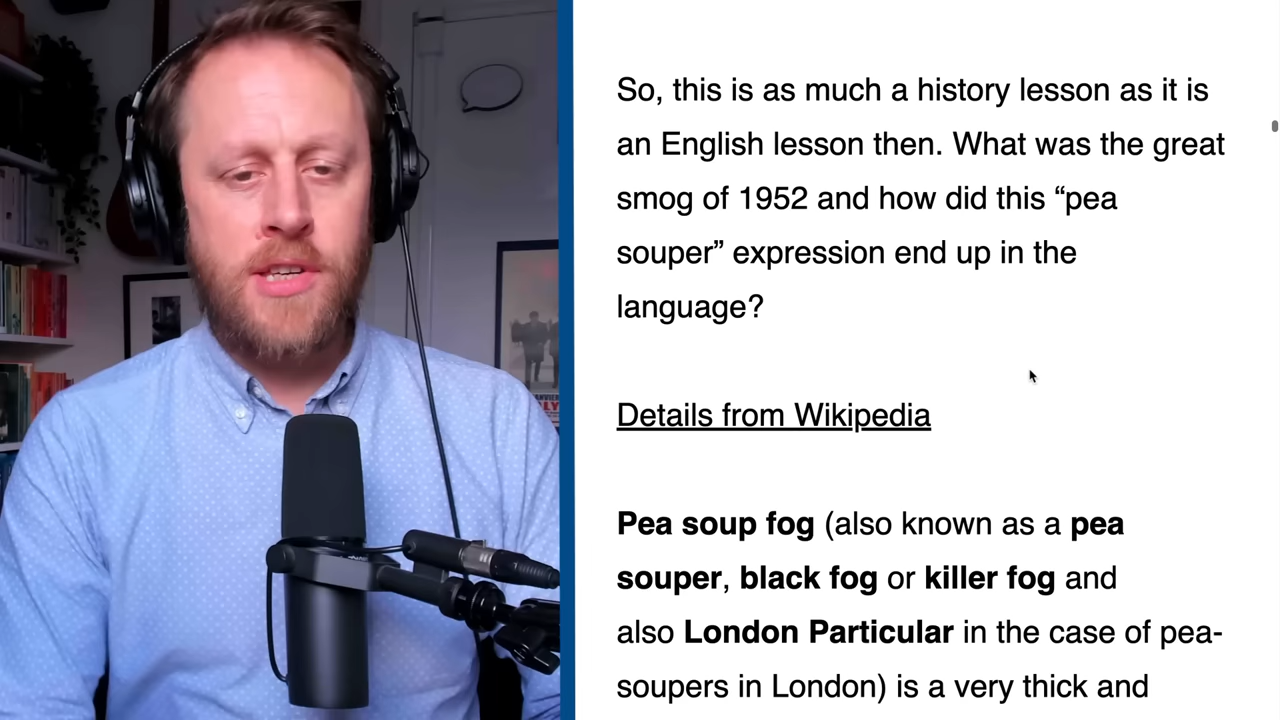 So, this is as much a history lesson as it is
an English lesson then. What was the great
smog of 1952 and how did this “pea
souper” expression end up in the
language?
Details from Wikipedia
Pea soup fog (also known as a pea
souper, black fog or killer fog and
also London Particular in the case of pea-
soupers in London) is a very thick and